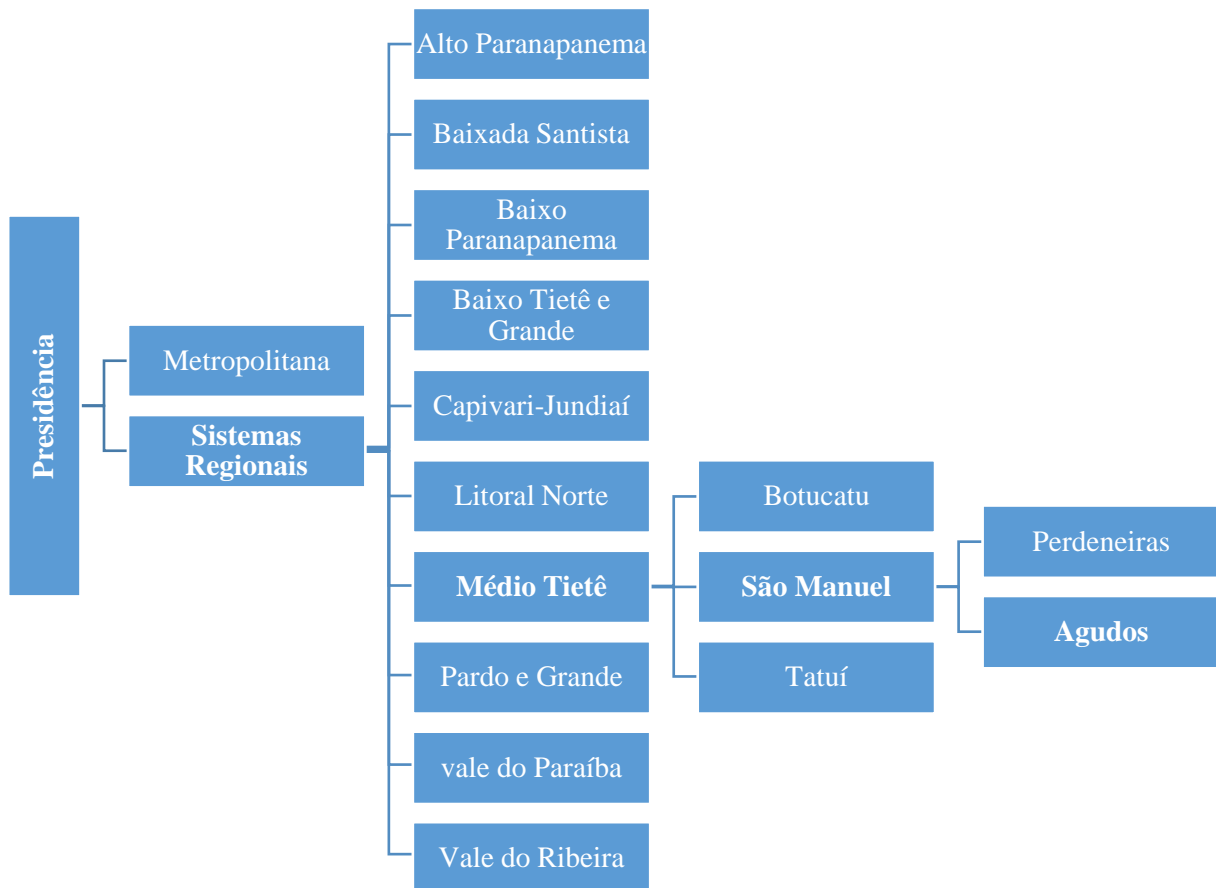 Presidência
Metropolitana
Sistemas
Regionais
Alto Paranapanema
Baixada Santista
Baixo
Paranapanema
Baixo Tietê e
Grande
Capivari-Jundiaí
Litoral Norte
Médio Tietê
Pardo e Grande
vale do Paraíba
Vale do Ribeira
Botucatu
São Manuel
Tatuí
Perdeneiras
Agudos